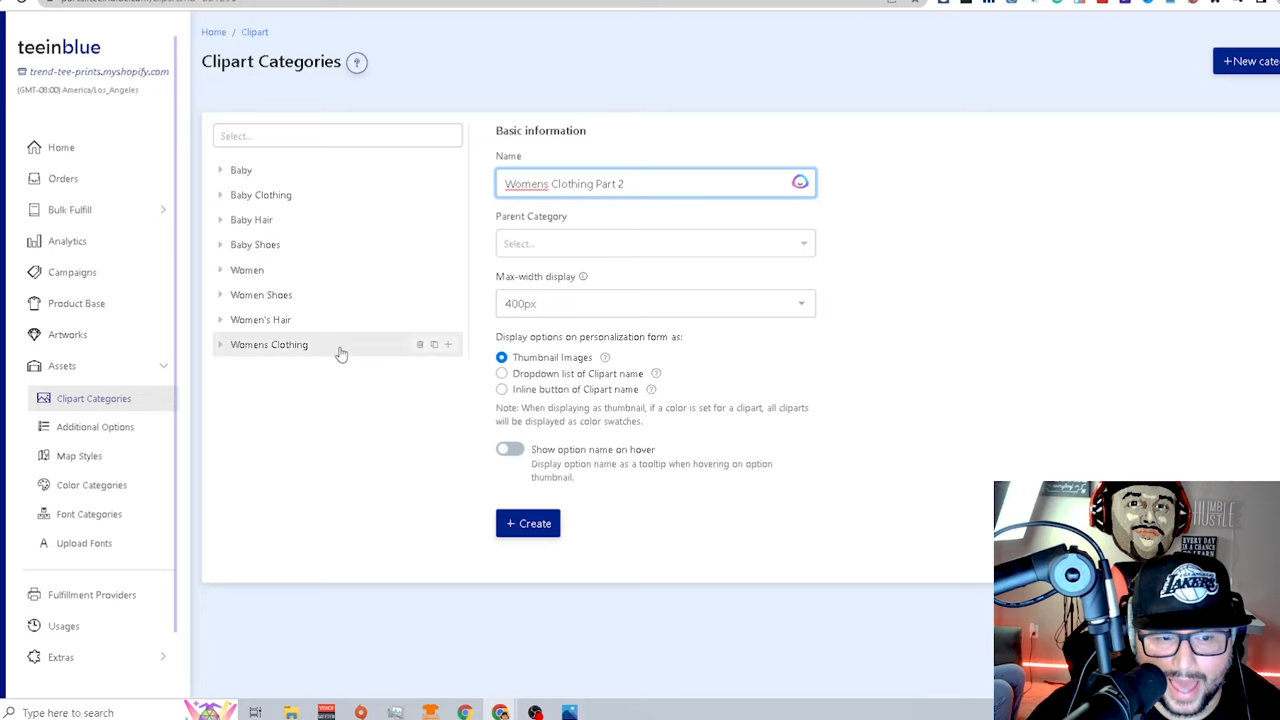 teeinblue
trend-tee-prints.myshopify.com
(GMT-08:00) America/Los_Angeles
Home
Orders
Bulk Fulfill
Analytics
Campaigns
Product Base
Artworks
Assets
Clipart Categories
Additional Options
Map Styles
Color Categories
Font Categories
Upload Fonts
Fulfillment Providers
Usages
Extras
Home / Clipart
Clipart Categories ?
+New cate
Select...
Baby
Baby Clothing
Baby Hair
Baby Shoes
Women
Women Shoes
Women's Hair
Womens Clothing
Basic information
Name
Womens Clothing Part 2
Parent Category
Select...
Max-width display
400px
Display options on personalization form as:
Thumbnail Images ?
Dropdown list of Clipart name ?
Inline button of Clipart name ?
Note: When displaying as thumbnail, if a color is set for a clipart, all cliparts
will be displayed as color swatches.
Show option name on hover
Display option name as a tooltip when hovering on option
thumbnail.
+ Create
HUMBLE
HUSTLE
EVERY DAY
IS A CHANCE
LAKERS
Type here to search